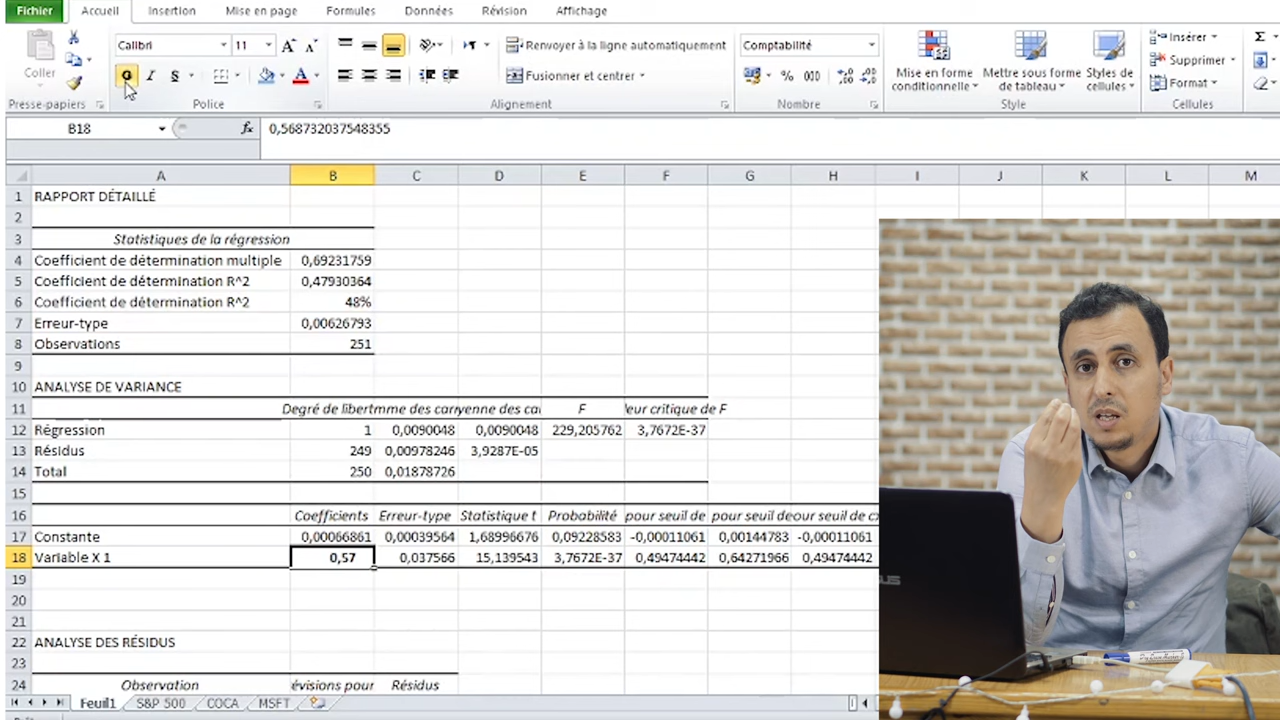 Fichier Accueil Insertion Mise en page Formules Données Révision Affichage
Calibri 11 Renvoyer à la ligne automatiquement Comptabilité Insérer
Coller G I S Fusionner et centrer % 000 Mise en forme conditionnelle Mettre sous forme de tableau Styles de cellules Supprimer
Format
Presse-papiers Police Alignement Nombre Style Cellules
B18 fx 0,568732037548355
A B C D E F G H I J K L M
1 RAPPORT DÉTAILLÉ
2
3 Statistiques de la régression
4 Coefficient de détermination multiple 0,69231759
5 Coefficient de détermination R^2 0,47930364
6 Coefficient de détermination R^2 48%
7 Erreur-type 0,00626793
8 Observations 251
9
10 ANALYSE DE VARIANCE
11 Degré de libert mme des carr yenne des ca F leur critique de F
12 Régression 1 0,0090048 0,0090048 229,205762 3,7672E-37
13 Résidus 249 0,00978246 3,9287E-05
14 Total 250 0,01878726
15
16 Coefficients Erreur-type Statistique t Probabilité pour seuil de pour seuil de our seuil de c
17 Constante 0,00066861 0,00039564 1,68996676 0,09228583 -0,00011061 0,00144783 -0,00011061
18 Variable X 1 0,57 0,037566 15,139543 3,7672E-37 0,49474442 0,64271966 0,49474442
19
20
21
22 ANALYSE DES RÉSIDUS
23
24 Observation évisions pour Résidus
Feuil1 S&P 500 COCA MSFT